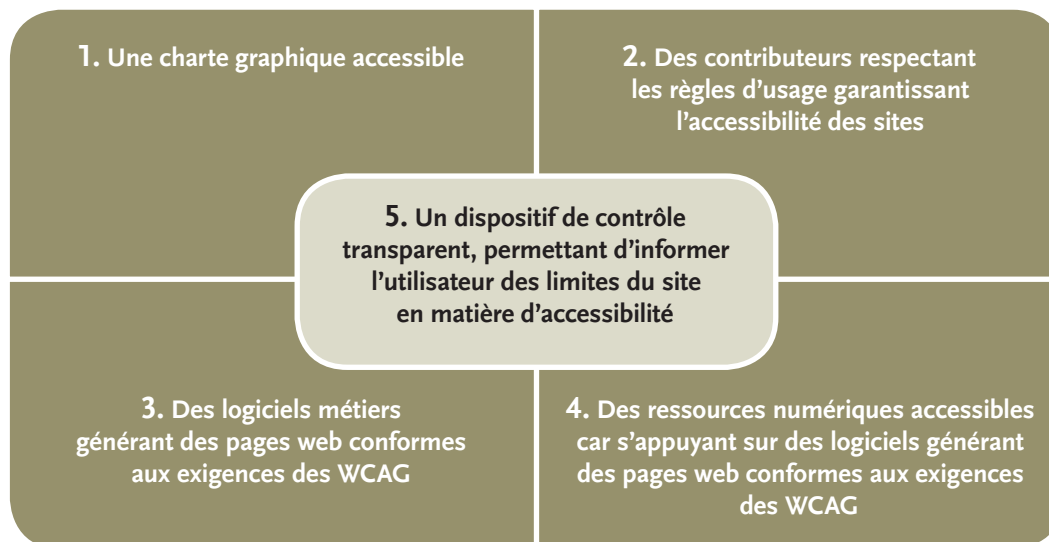 1. Une charte graphique accessible
2. Des contributeurs respectant
les règles d’usage garantissant
l’accessibilité des sites
5. Un dispositif de contrôle
transparent, permettant d’informer
l’utilisateur des limites du site
en matière d’accessibilité
3. Des logiciels métiers
générant des pages web conformes
aux exigences des WCAG
4. Des ressources numériques accessibles
car s’appuyant sur des logiciels générant
des pages web conformes aux exigences
des WCAG